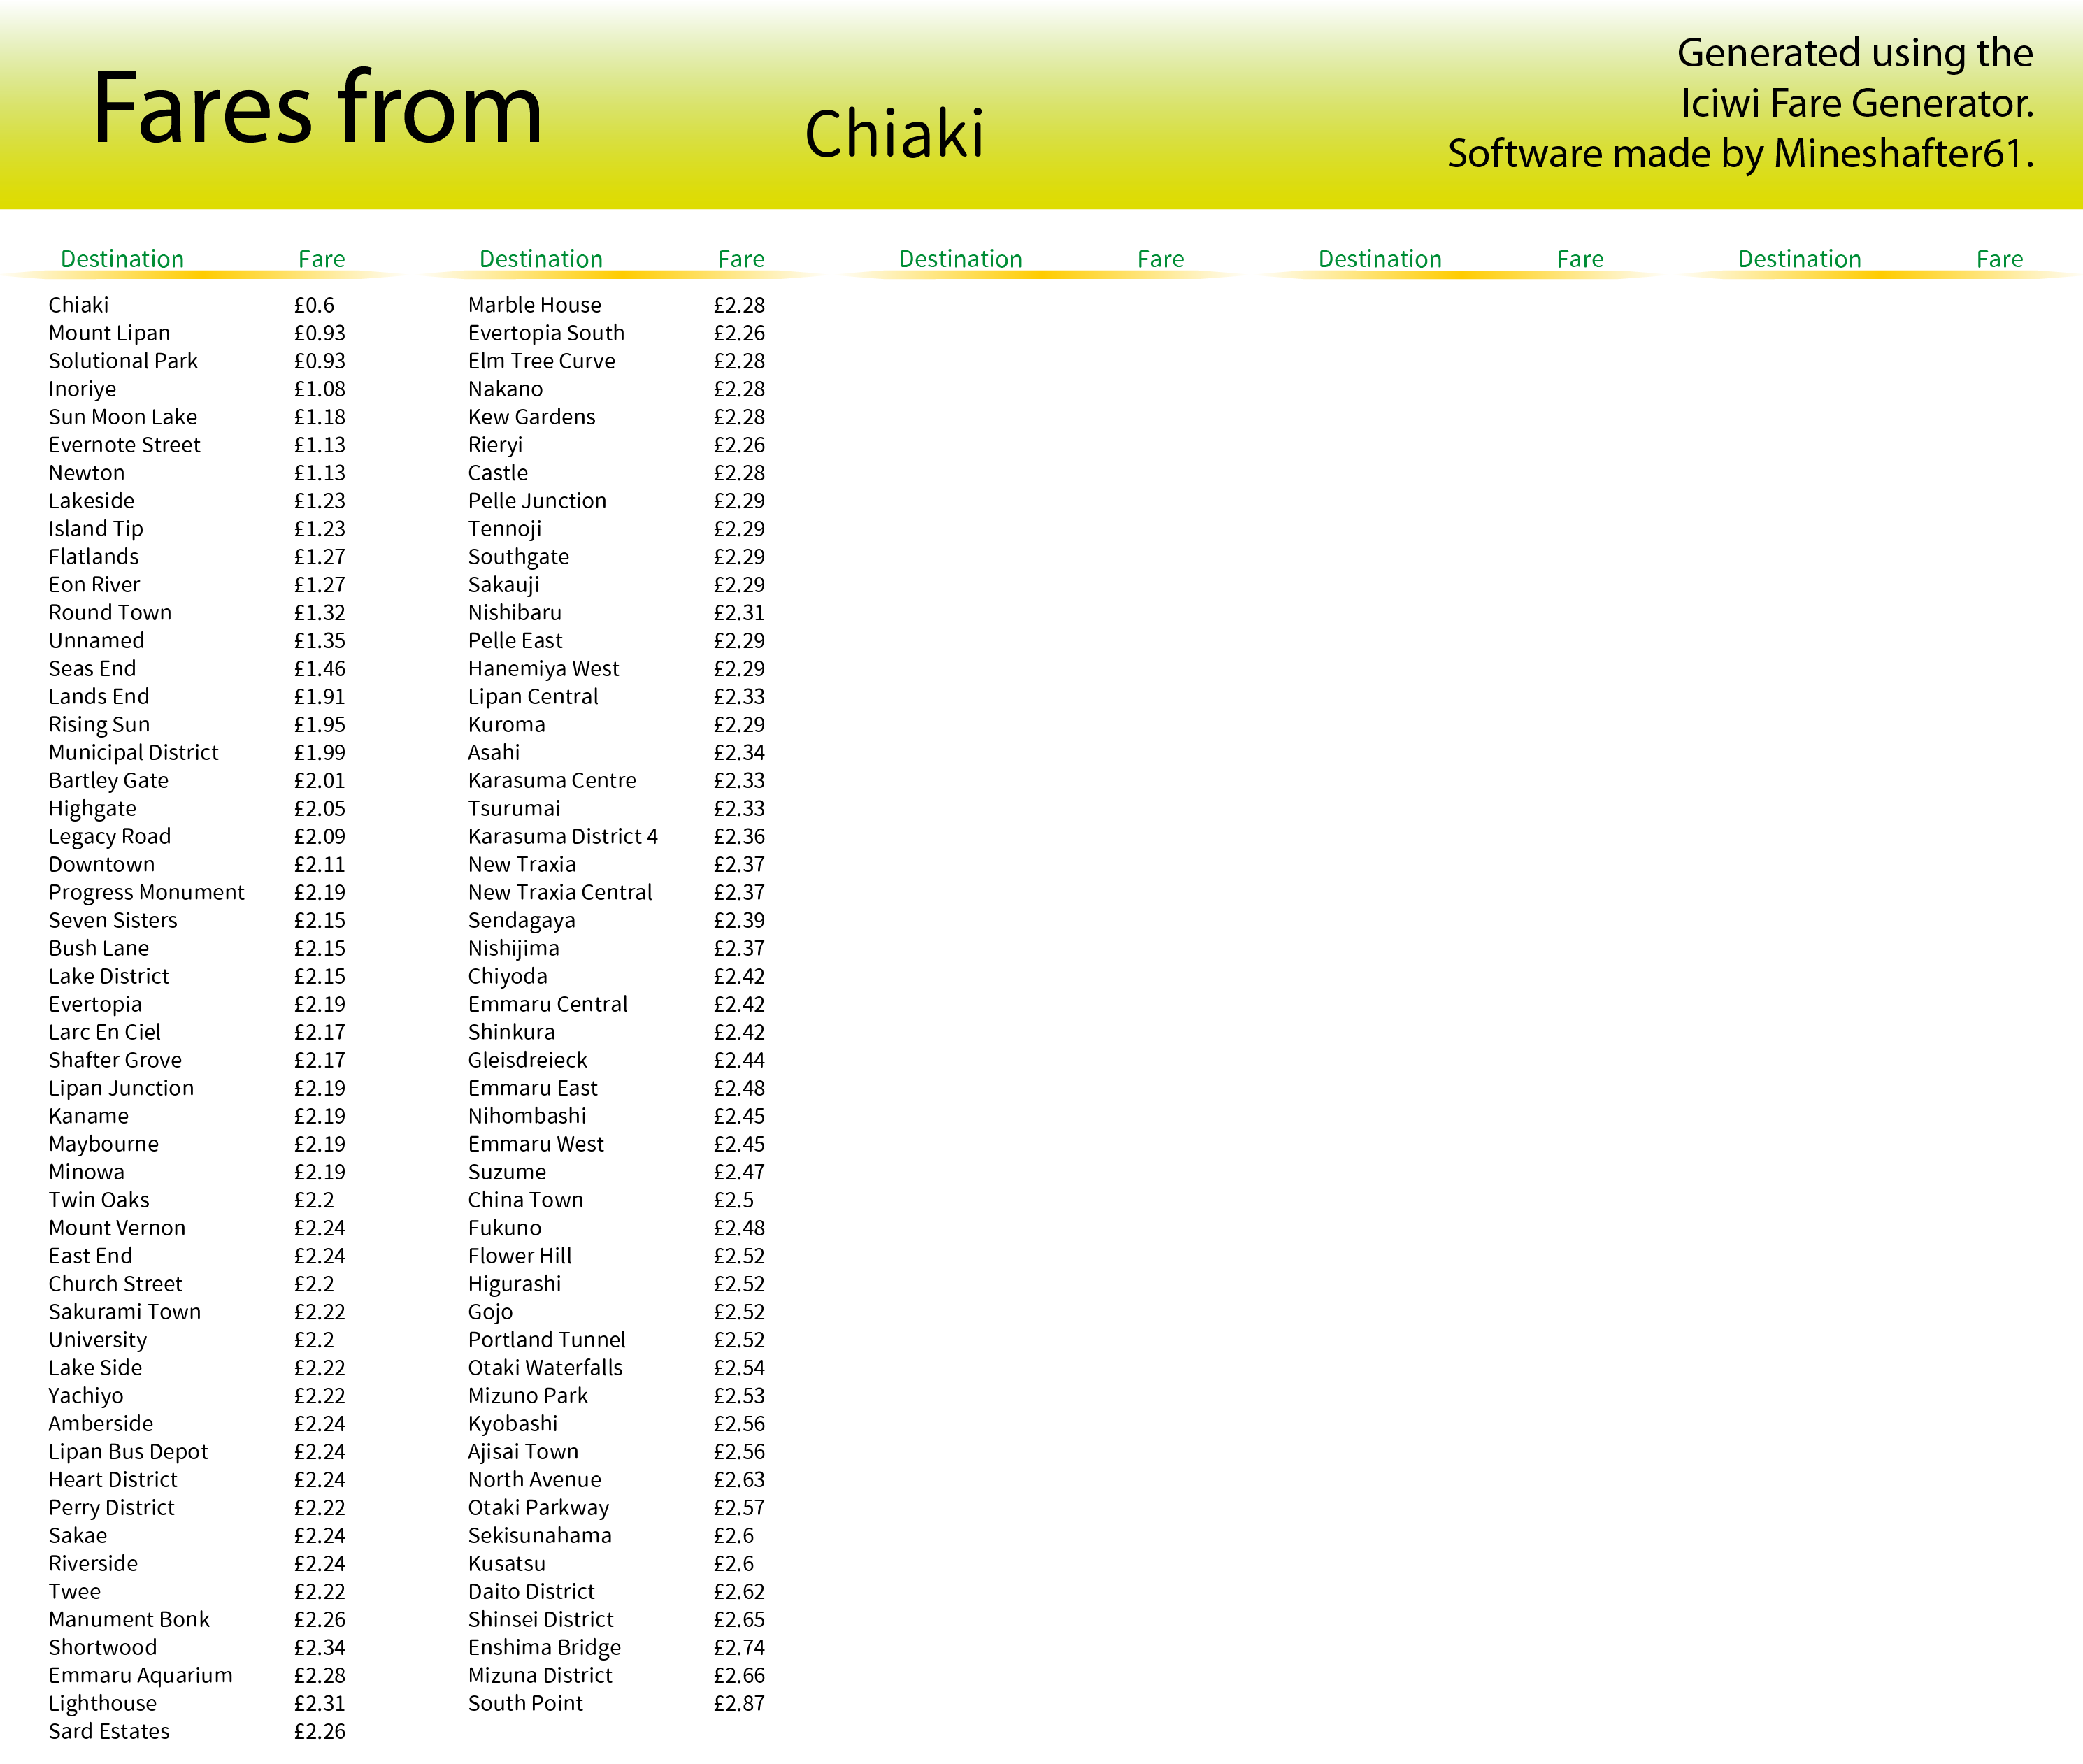 Fares from
Chiaki
Generated using the
Iciwi Fare Generator.
Software made by Mineshafter61.
Destination Fare Destination Fare Destination Fare Destination Fare Destination Fare
Chiaki £0.6
Mount Lipan £0.93
Solutional Park £0.93
Inoriye £1.08
Sun Moon Lake £1.18
Evernote Street £1.13
Newton £1.13
Lakeside £1.23
Island Tip £1.23
Flatlands £1.27
Eon River £1.27
Round Town £1.32
Unnamed £1.35
Seas End £1.46
Lands End £1.91
Rising Sun £1.95
Municipal District £1.99
Bartley Gate £2.01
Highgate £2.05
Legacy Road £2.09
Downtown £2.11
Progress Monument £2.19
Seven Sisters £2.15
Bush Lane £2.15
Lake District £2.15
Evertopia £2.19
Larc En Ciel £2.17
Shafter Grove £2.17
Lipan Junction £2.19
Kaname £2.19
Maybourne £2.19
Minowa £2.19
Twin Oaks £2.2
Mount Vernon £2.24
East End £2.24
Church Street £2.2
Sakurami Town £2.22
University £2.2
Lake Side £2.22
Yachiyo £2.22
Amberside £2.24
Lipan Bus Depot £2.24
Heart District £2.24
Perry District £2.22
Sakae £2.24
Riverside £2.24
Twee £2.22
Manument Bonk £2.26
Shortwood £2.34
Emmaru Aquarium £2.28
Lighthouse £2.31
Sard Estates £2.26
Marble House £2.28
Evertopia South £2.26
Elm Tree Curve £2.28
Nakano £2.28
Kew Gardens £2.28
Rieryi £2.26
Castle £2.28
Pelle Junction £2.29
Tennoji £2.29
Southgate £2.29
Sakauji £2.29
Nishibaru £2.31
Pelle East £2.29
Hanemiya West £2.29
Lipan Central £2.33
Kuroma £2.29
Asahi £2.34
Karasuma Centre £2.33
Tsurumai £2.33
Karasuma District 4 £2.36
New Traxia £2.37
New Traxia Central £2.37
Sendagaya £2.39
Nishijima £2.37
Chiyoda £2.42
Emmaru Central £2.42
Shinkura £2.42
Gleisdreieck £2.44
Emmaru East £2.48
Nihombashi £2.45
Emmaru West £2.45
Suzume £2.47
China Town £2.5
Fukuno £2.48
Flower Hill £2.52
Higurashi £2.52
Gojo £2.52
Portland Tunnel £2.52
Otaki Waterfalls £2.54
Mizuno Park £2.53
Kyobashi £2.56
Ajisai Town £2.56
North Avenue £2.63
Otaki Parkway £2.57
Sekisunahama £2.6
Kusatsu £2.6
Daito District £2.62
Shinsei District £2.65
Enshima Bridge £2.74
Mizuna District £2.66
South Point £2.87